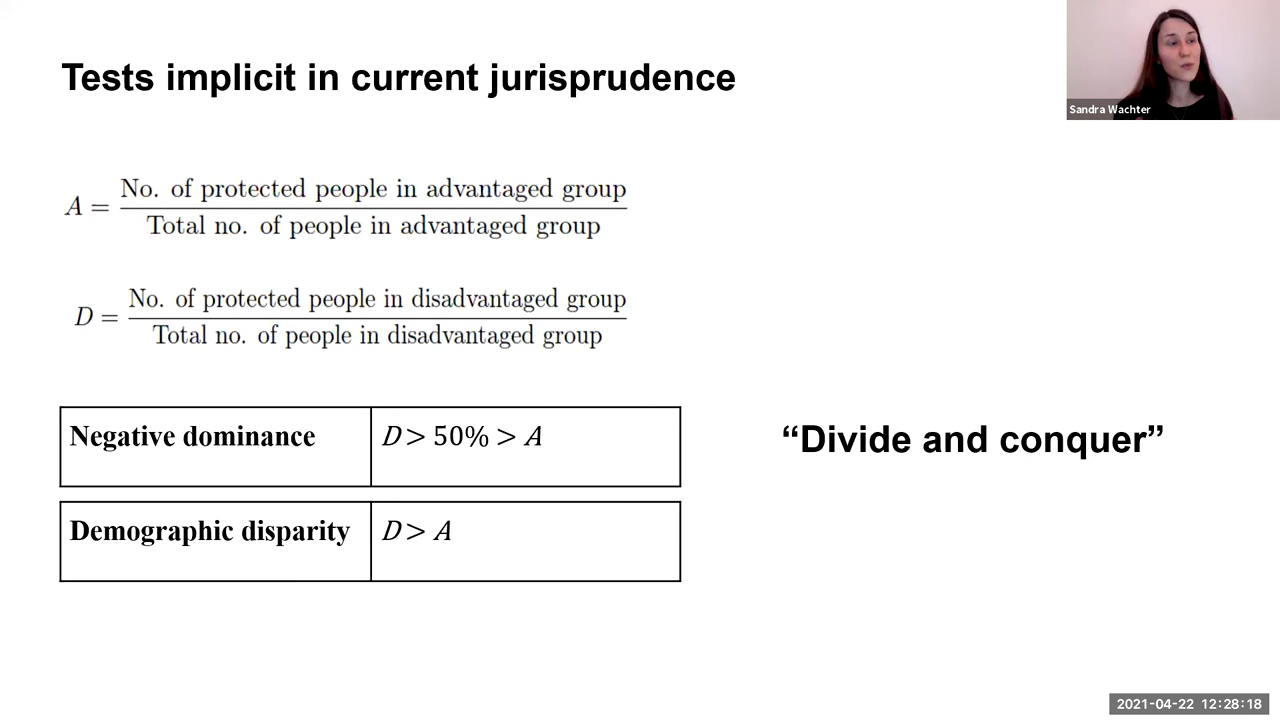 Tests implicit in current jurisprudence
Sandra Wachter
A = No. of protected people in advantaged group
Total no. of people in advantaged group
D = No. of protected people in disadvantaged group
Total no. of people in disadvantaged group
Negative dominance D > 50% > A
“Divide and conquer”
Demographic disparity D > A
2021-04-22 12:28:18